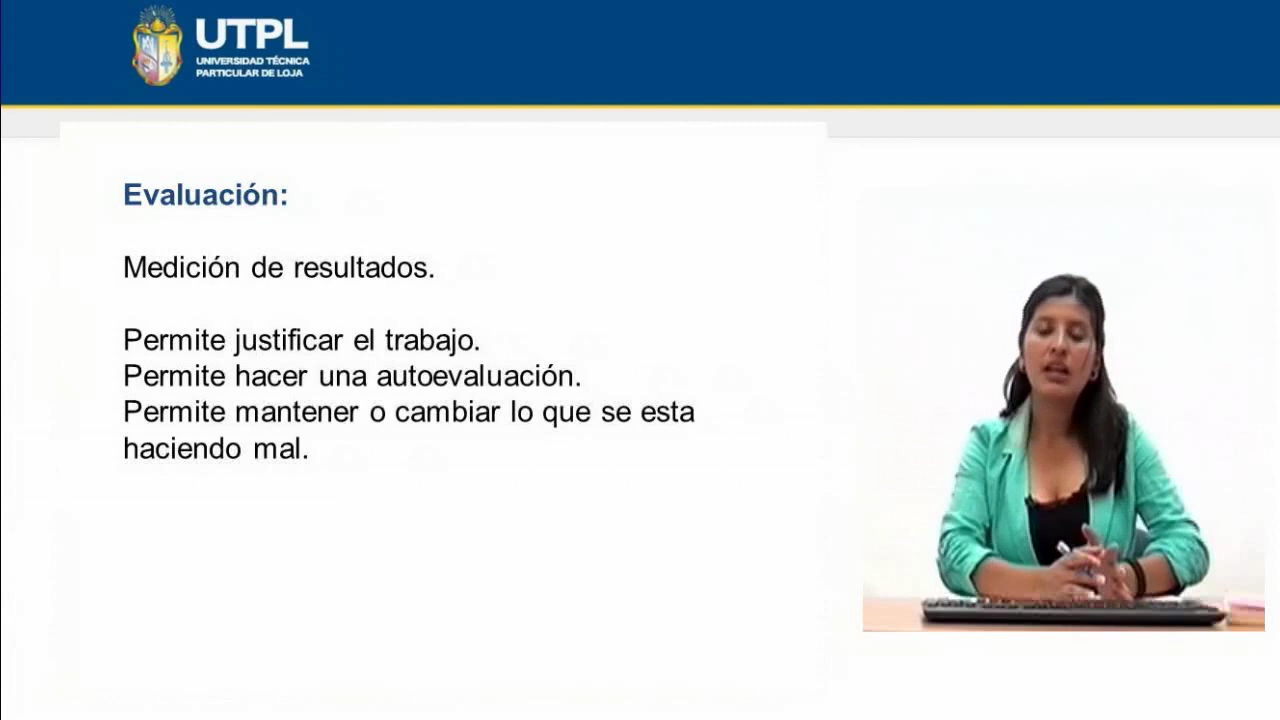 UTPL
UNIVERSIDAD TÉCNICA
PARTICULAR DE LOJA
Evaluación:
Medición de resultados.
Permite justificar el trabajo.
Permite hacer una autoevaluación.
Permite mantener o cambiar lo que se esta
haciendo mal.